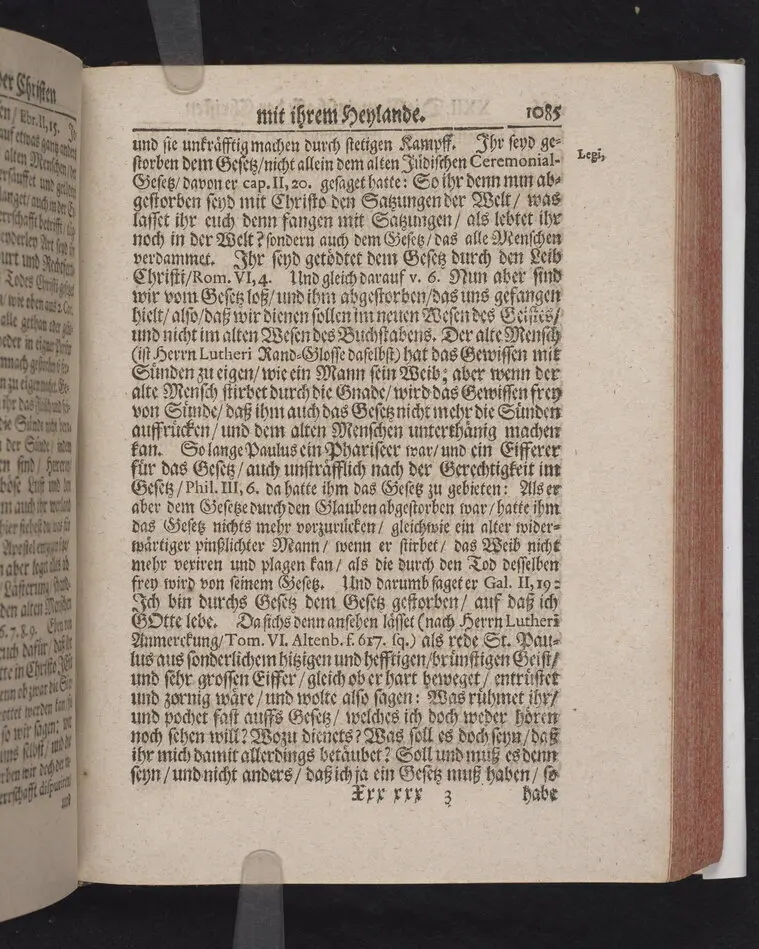 der Christen
mit ihrem Heylande. 1085
und sie unkräfftig machen durch stetigen Kampff. Ihr seyd ge-
storben dem Gesetz/nicht allein dem alten Jüdischen Ceremonial-
Legi,
Gesetz/davon er cap. II, 20. gesaget hatte: So ihr denn nun ab-
gestorben seyd mit Christo den Satzungen der Welt/ was
lasset ihr euch denn fangen mit Satzungen/ als lebtet ihr
noch in der Welt? sondern auch dem Gesetz/das alle Menschen
verdammet. Ihr seyd getödtet dem Gesetz durch den Leib
Christi/Rom. VI, 4. Und gleich darauf v. 6. Nun aber sind
wir vom Gesetz loß/und ihm abgestorben/das uns gefangen
hielt/also/daß wir dienen sollen im neuen Wesen des Geistes/
und nicht im alten Wesen des Buchstabens. Der alte Mensch
(ist Herrn Lutheri Rand-Glosse daselbst) hat das Gewissen mit
Sünden zu eigen/wie ein Mann sein Weib; aber wenn der
alte Mensch stirbet durch die Gnade/wird das Gewissen frey
von Sünde/daß ihm auch das Gesetz nicht mehr die Sünden
auffrücken/und dem alten Menschen unterthänig machen
kan. So lange Paulus ein Phariseer war/und ein Eifferer
für das Gesetz/auch unsträfflich nach der Gerechtigkeit im
Gesetz/Phil. III, 6. da hatte ihm das Gesetz zu gebieten: Als er
aber dem Gesetze durch den Glauben abgestorben war/hatte ihm
das Gesetz nichts mehr vorzurücken/ gleichwie ein alter wider-
wärtiger pinßlichter Mann/ wenn er stirbet/ das Weib nicht
mehr vexiren und plagen kan/ als die durch den Tod desselben
frey wird von seinem Gesetz. Und darumb saget er Gal. II, 19:
Ich bin durchs Gesetz dem Gesetz gestorben/ auf daß ich
GOtte lebe. Da sichs denn ansehen lässet (nach Herrn Lutheri
Anmerckung/Tom. VI. Altenb. f. 617. sq.) als rede St. Pau-
lus aus sonderlichem hitzigen und hefftigen/brünstigen Geist/
und sehr grossen Eiffer/gleich ob er hart beweget/ entrüstet
und zornig wäre/und wolte also sagen: Was rühmet ihr/
und pochet fast auffs Gesetz/ welches ich doch weder hören
noch sehen will? Wozu dienets? Was soll es doch seyn/daß
ihr mich damit allerdings betäubet? Soll und muß es denn
seyn/und nicht anders/daß ich ja ein Gesetz muß haben/ so
Xxx xxx 3 habe